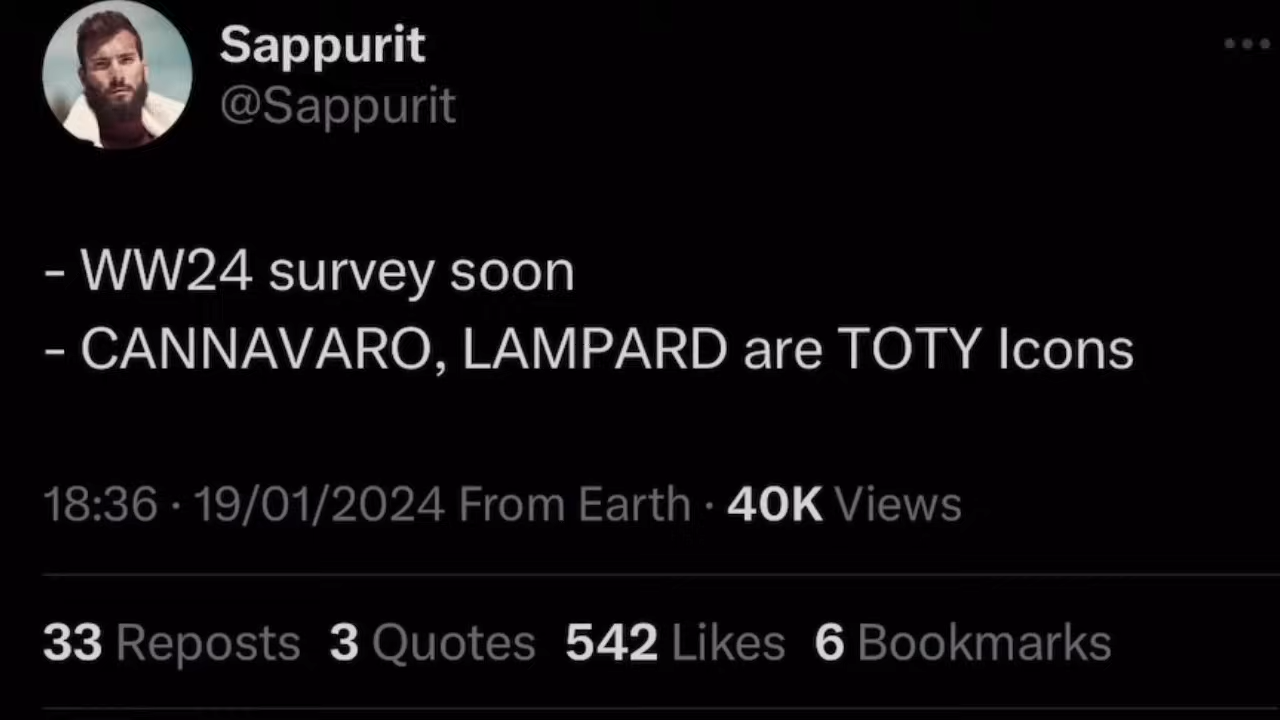 Sappurit
@Sappurit
- WW24 survey soon
- CANNAVARO, LAMPARD are TOTY Icons
18:36 · 19/01/2024 From Earth · 40K Views
33 Reposts 3 Quotes 542 Likes 6 Bookmarks